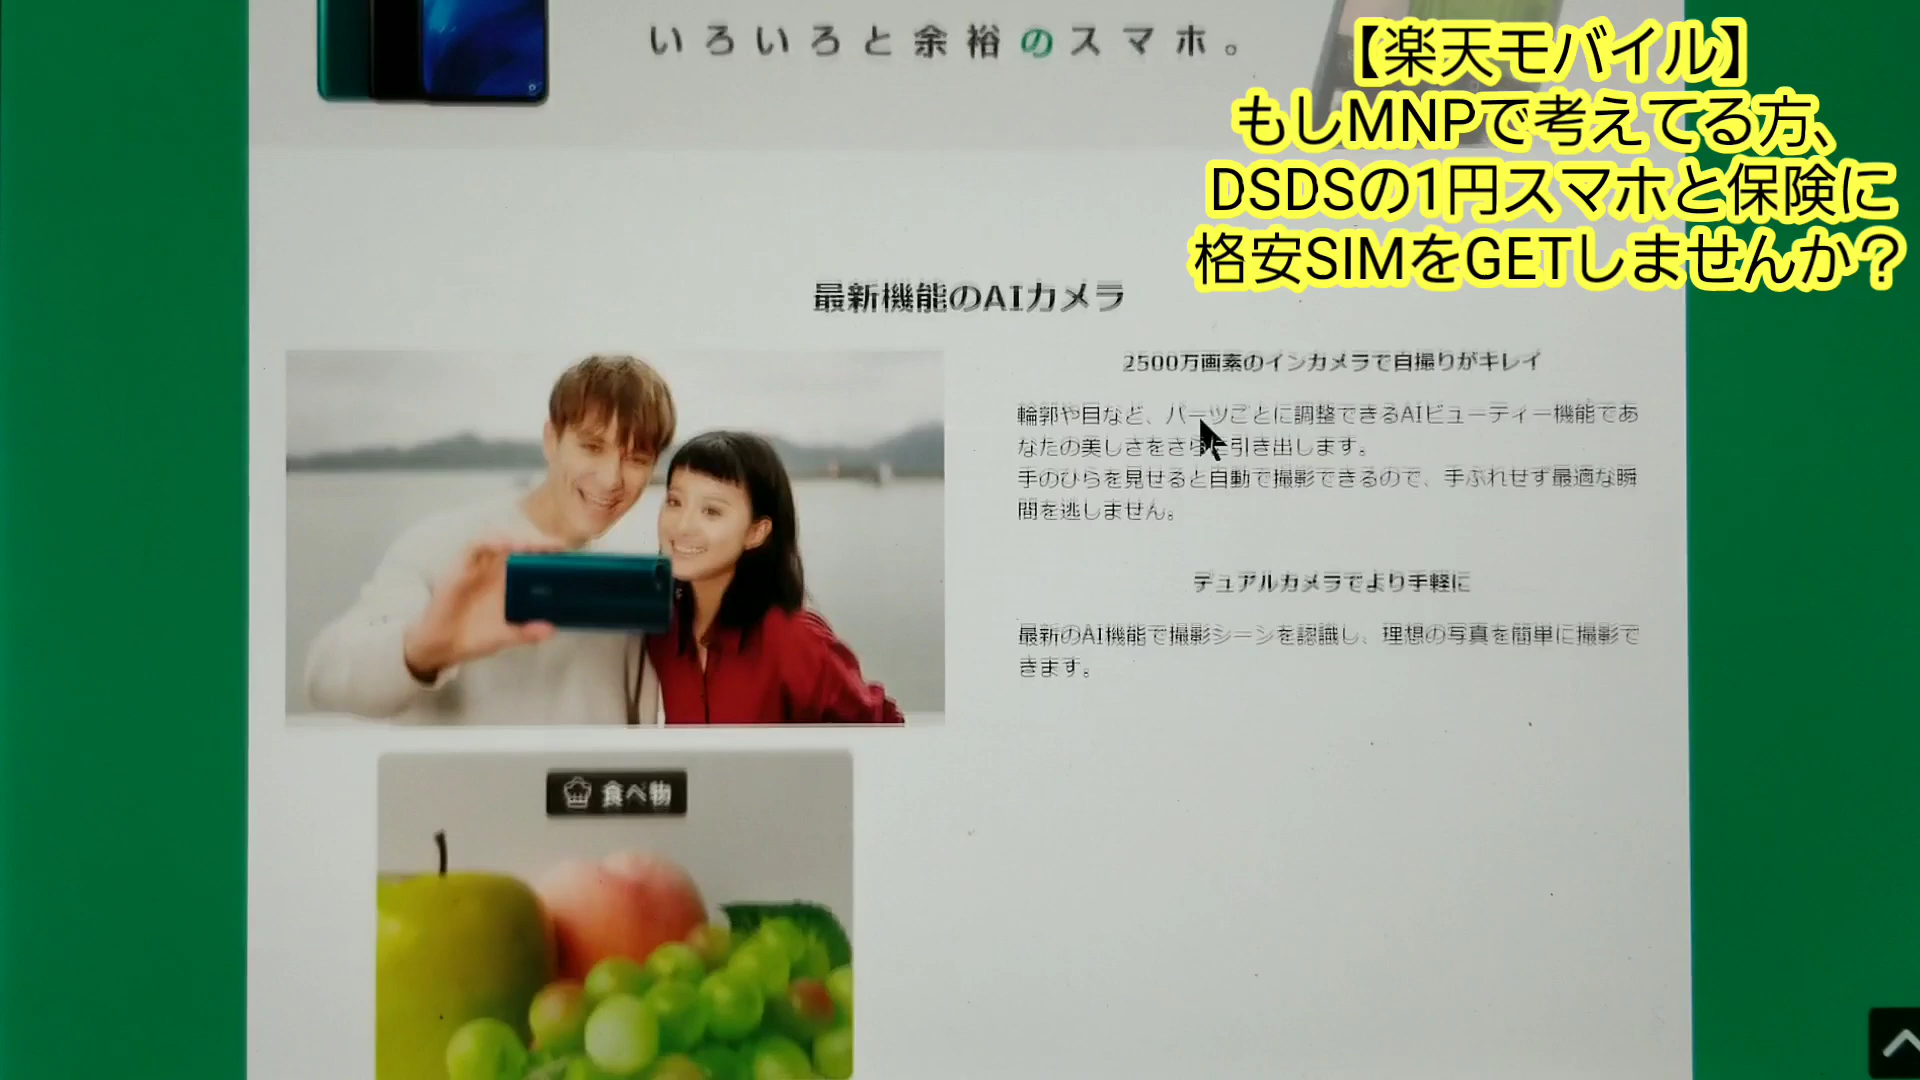 いろいろと余裕のスマホ。
【楽天モバイル】
もしMNPで考えてる方、
DSDSの1円スマホと保険に
格安SIMをGETしませんか？
最新機能のAIカメラ
2500万画素のインカメラで自撮りがキレイ
輪郭や目など、パーツごとに調整できるAIビューティー機能であ
なたの美しさをさらに引き出します。
手のひらを見せると自動で撮影できるので、手ぶれせず最適な瞬
間を逃しません。
デュアルカメラでより手軽に
最新のAI機能で撮影シーンを認識し、理想の写真を簡単に撮影で
きます。
食べ物